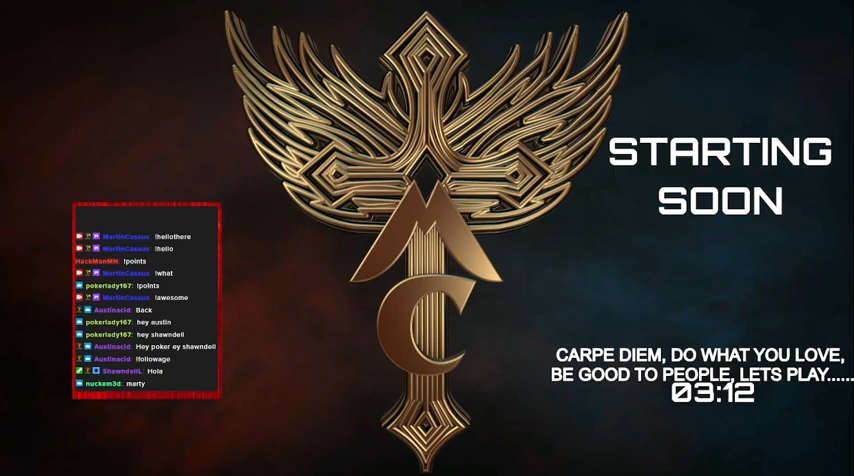 STARTING
SOON
MC
MartinCasaus: !hellothere
MartinCasaus: !hello
HackManMN: !points
MartinCasaus: !what
pokerlady167: !points
MartinCasaus: !awesome
Austinacid: Back
pokerlady167: hey austin
pokerlady167: hey shawndell
Austinacid: Hey poker ey shawndell
Austinacid: !followage
ShawndellL: Hola
nuckem3d: marty
CARPE DIEM, DO WHAT YOU LOVE,
BE GOOD TO PEOPLE, LETS PLAY......
03:12